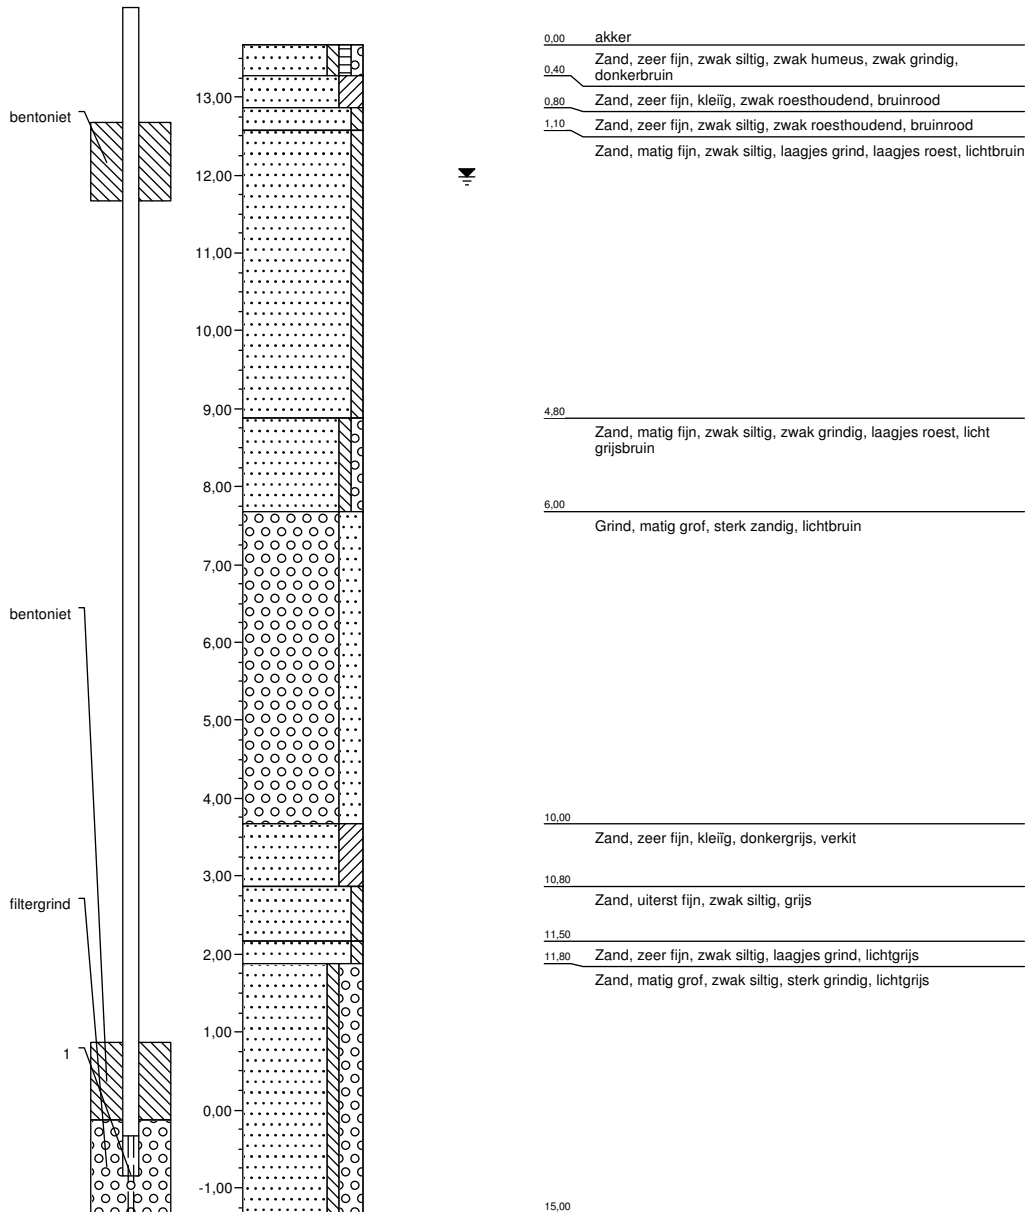 0,00 akker
Zand, zeer fijn, zwak siltig, zwak humeus, zwak grindig,
0,40 donkerbruin
13,00
0,80 Zand, zeer fijn, kleiïg, zwak roesthoudend, bruinrood
bentoniet
1,10 Zand, zeer fijn, zwak siltig, zwak roesthoudend, bruinrood
Zand, matig fijn, zwak siltig, laagjes grind, laagjes roest, lichtbruin
12,00
11,00
10,00
9,00
4,80
Zand, matig fijn, zwak siltig, zwak grindig, laagjes roest, licht
grijsbruin
8,00
6,00
Grind, matig grof, sterk zandig, lichtbruin
7,00
bentoniet
6,00
5,00
4,00
10,00
Zand, zeer fijn, kleiïg, donkergrijs, verkit
3,00
10,80
Zand, uiterst fijn, zwak siltig, grijs
filtergrind
11,50
2,00
Zand, zeer fijn, zwak siltig, laagjes grind, lichtgrijs
11,80
Zand, matig grof, zwak siltig, sterk grindig, lichtgrijs
1,00
1
0,00
-1,00
15,00